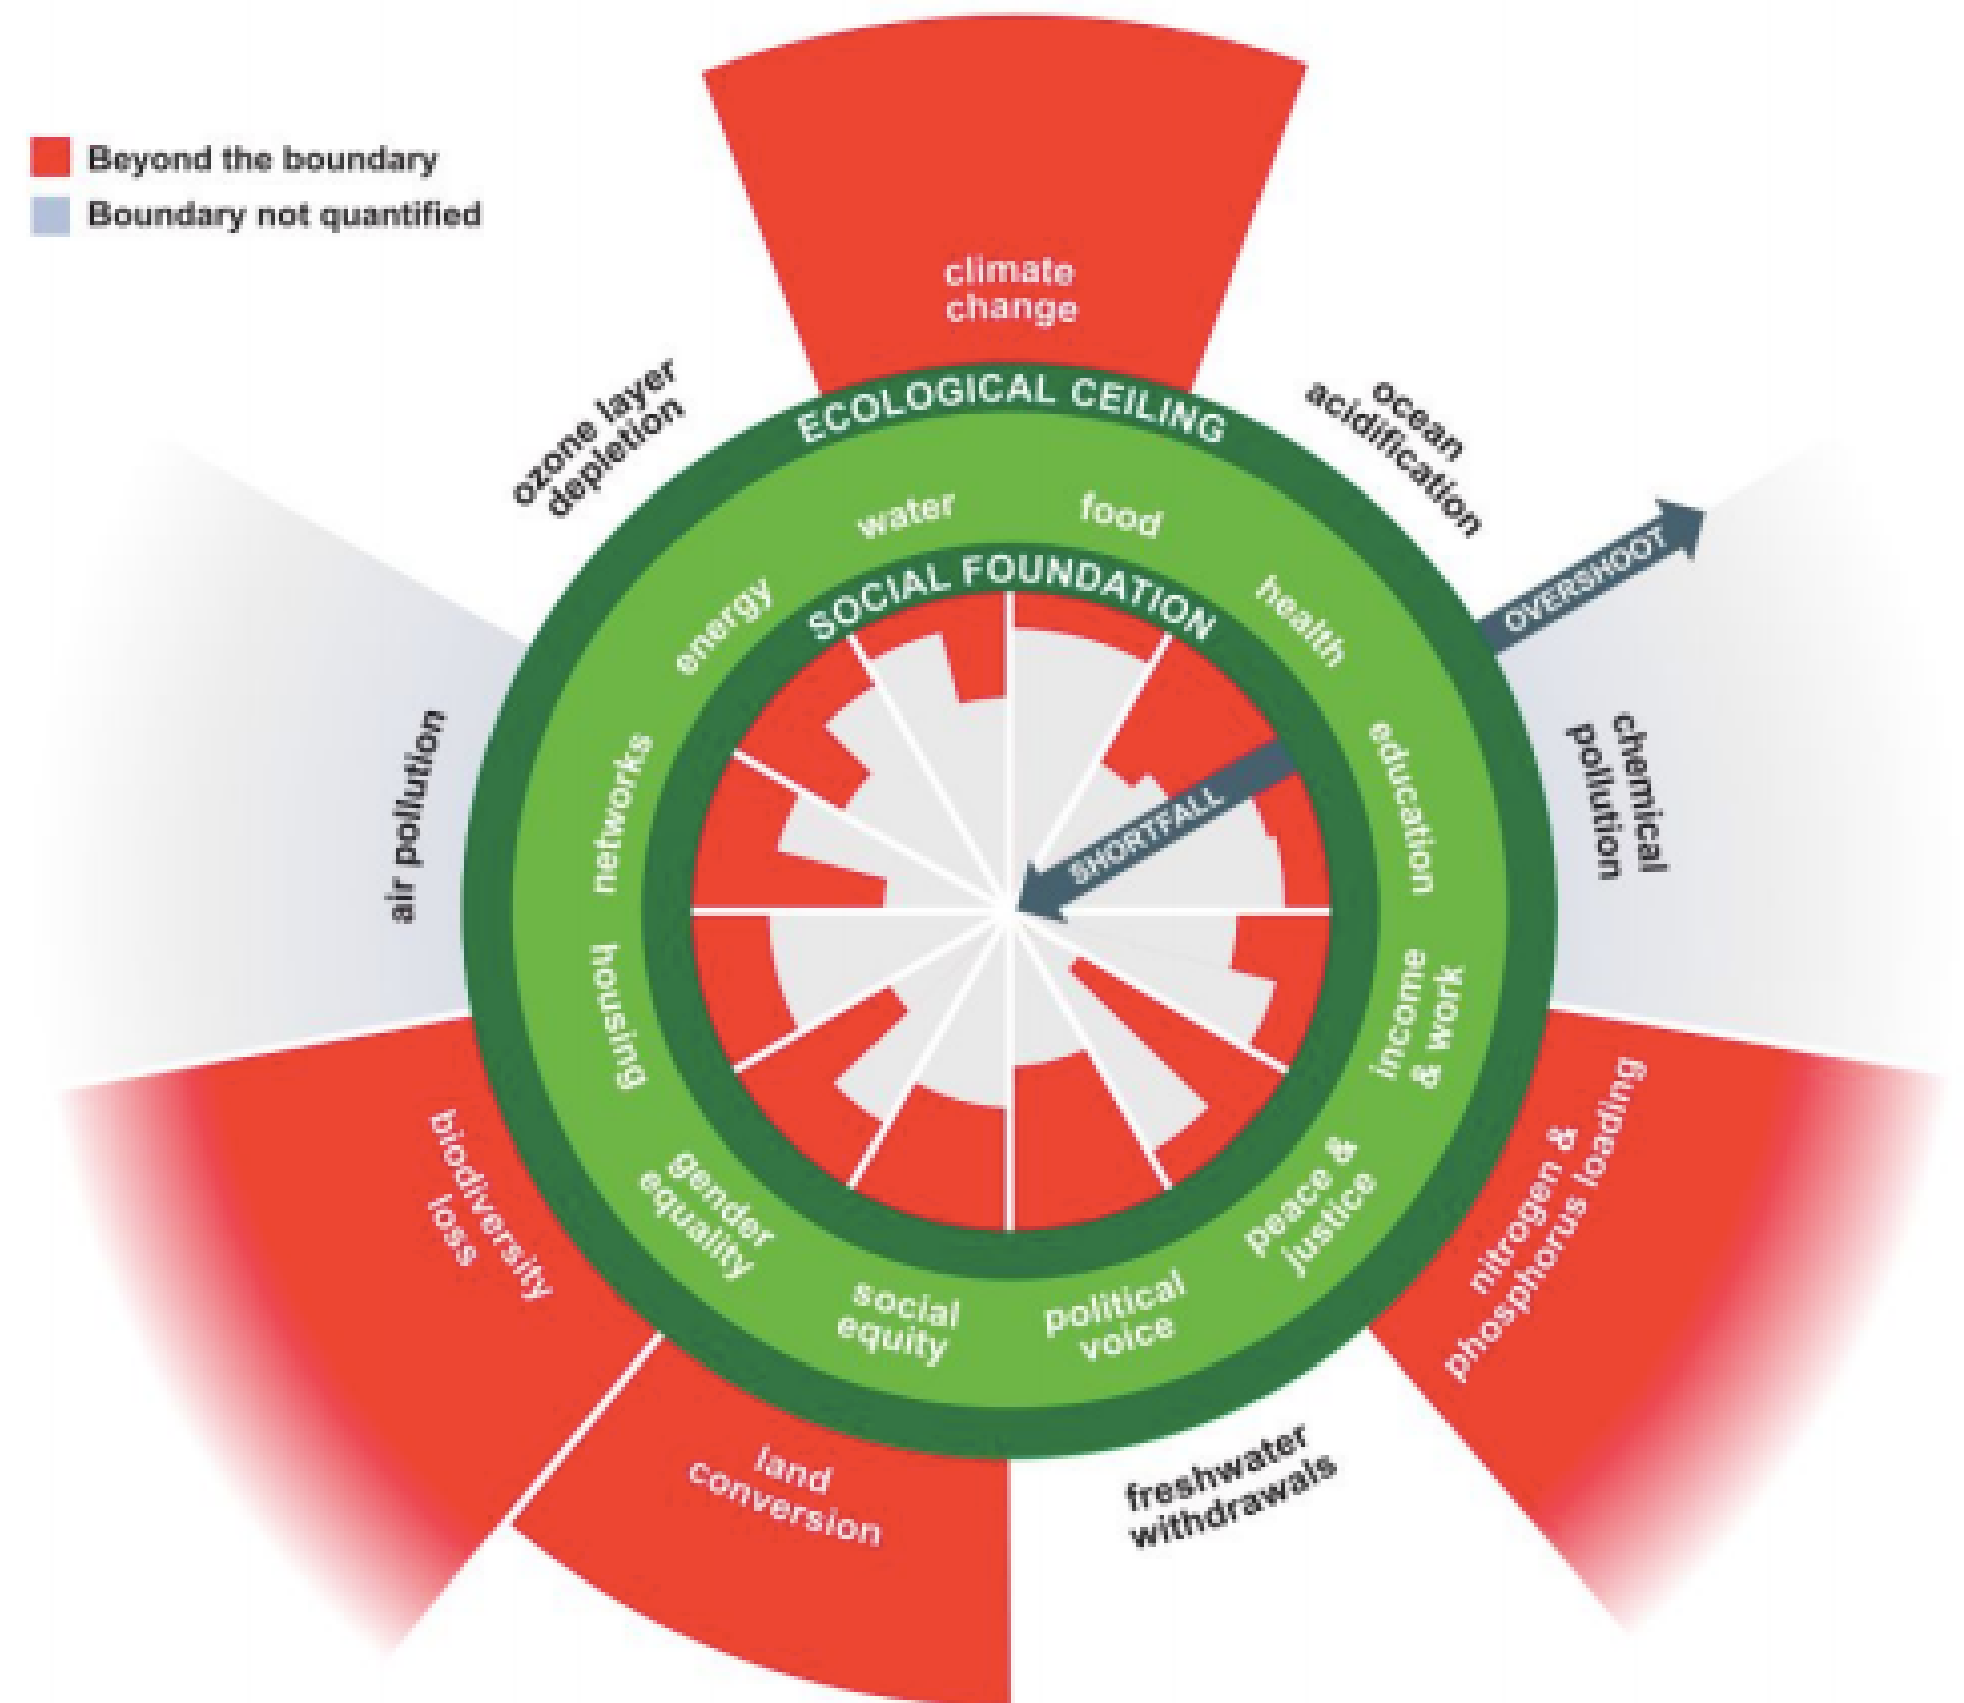 Beyond the boundary
Boundary not quantified
climate
change
ocean
acidification
chemical
pollution
nitrogen &
phosphorus loading
freshwater
withdrawals
land
conversion
biodiversity
loss
air pollution
ozone layer
depletion
ECOLOGICAL CEILING
OVERSHOOT
water
food
health
education
income
& work
peace &
justice
political
voice
social
equity
gender
equality
housing
networks
energy
SOCIAL FOUNDATION
SHORTFALL